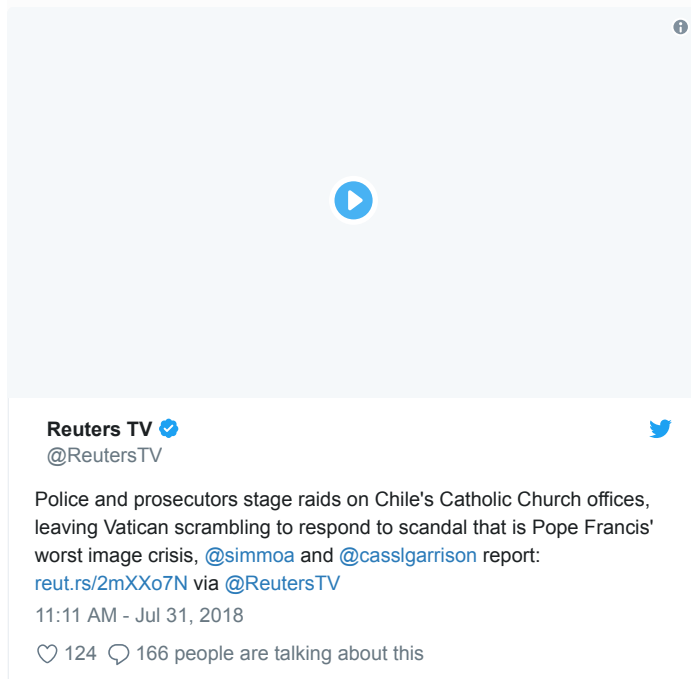 Reuters TV
@ReutersTV
Police and prosecutors stage raids on Chile's Catholic Church offices,
leaving Vatican scrambling to respond to scandal that is Pope Francis'
worst image crisis, @simmoa and @casslgarrison report:
reut.rs/2mXXo7N via @ReutersTV
11:11 AM - Jul 31, 2018
124 166 people are talking about this